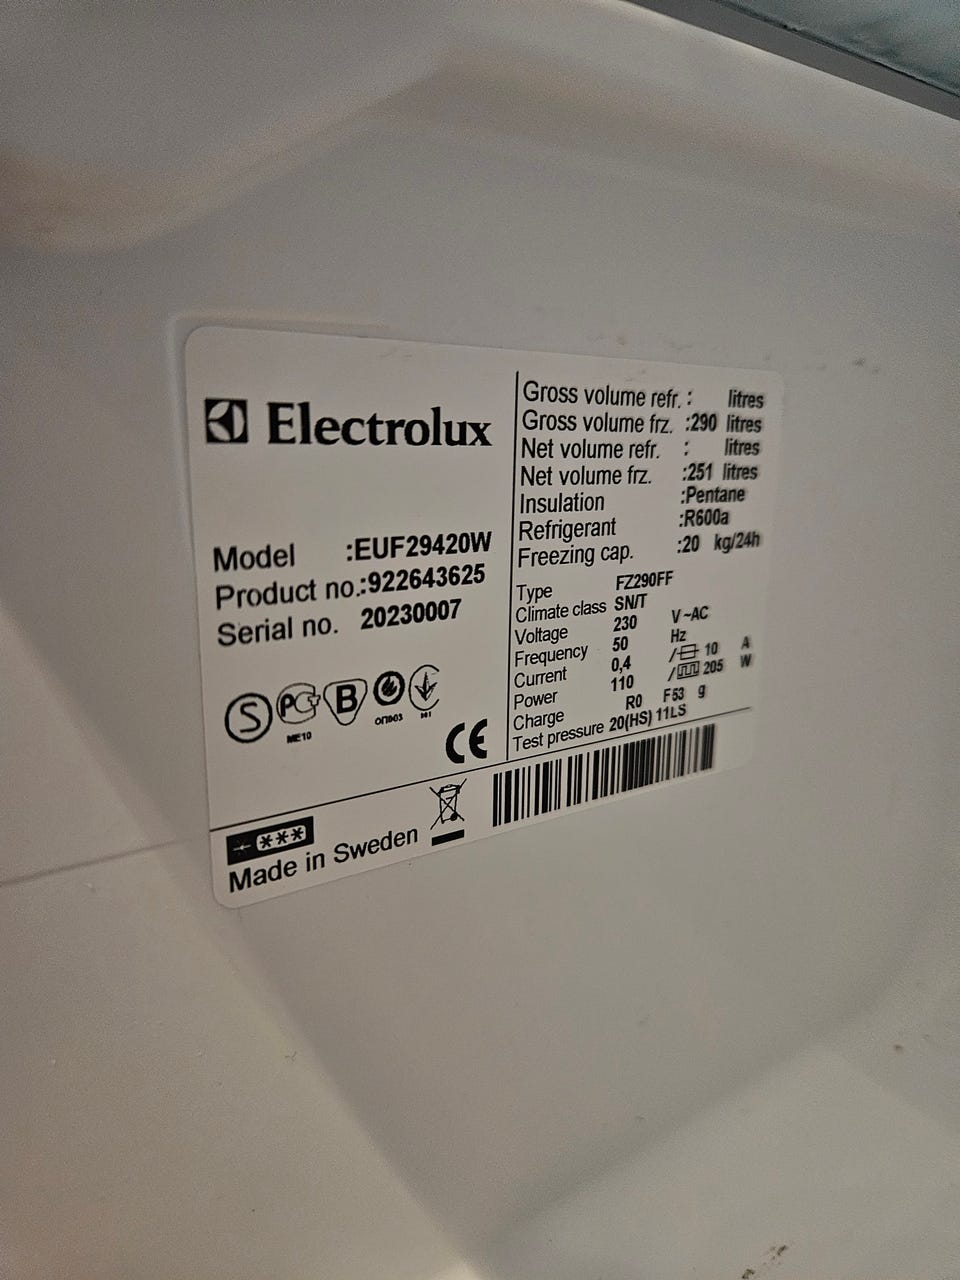 Electrolux
Model :EUF29420W
Product no.:922643625
Serial no. 20230007
S PG B
ME10 ОП003
CE
***
Made in Sweden
Gross volume refr. : litres
Gross volume frz. :290 litres
Net volume refr. : litres
Net volume frz. :251 litres
Insulation :Pentane
Refrigerant :R600a
Freezing cap. :20 kg/24h
Type FZ290FF
Climate class SN/T
Voltage 230 V~AC
Frequency 50 Hz
Current 0,4 / 10 A
Power 110 / 205 W
Charge R0 F53 g
Test pressure 20(HS) 11LS